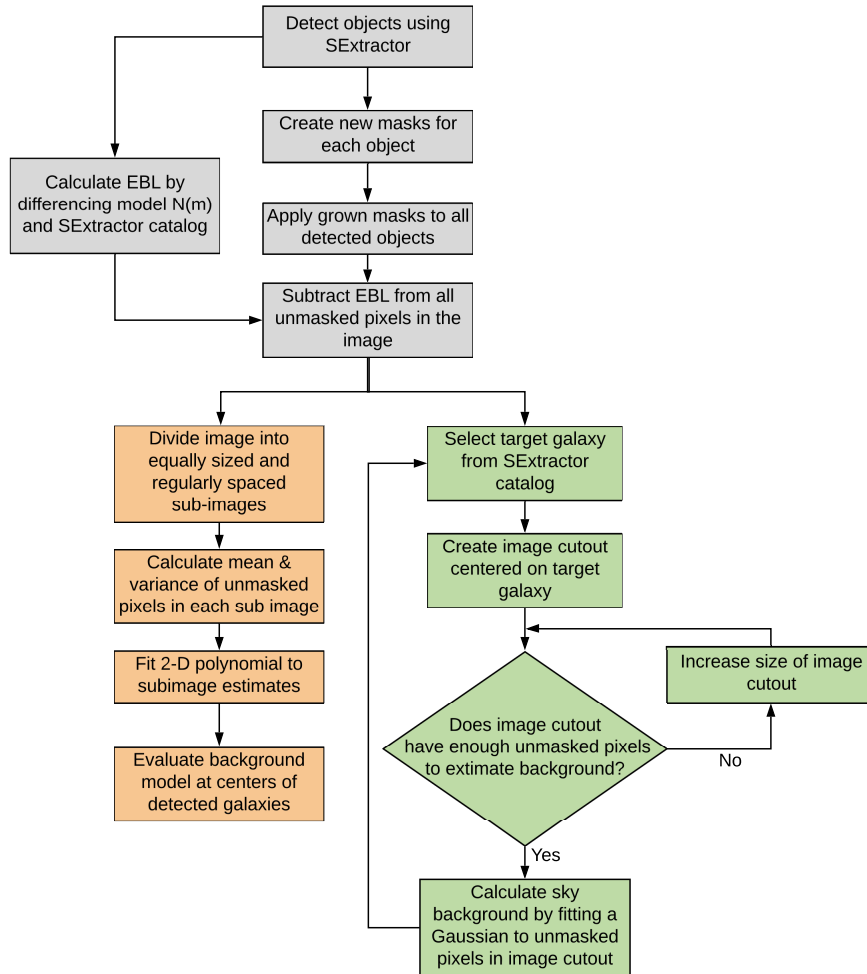 Detect objects using
SExtractor
Create new masks for
each object
Calculate EBL by
differencing model N(m)
and SExtractor catalog
Apply grown masks to all
detected objects
Subtract EBL from all
unmasked pixels in the
image
Divide image into
equally sized and
regularly spaced
sub-images
Calculate mean &
variance of unmasked
pixels in each sub image
Fit 2-D polynomial to
subimage estimates
Evaluate background
model at centers of
detected galaxies
Select target galaxy
from SExtractor
catalog
Create image cutout
centered on target
galaxy
Increase size of image
cutout
Does image cutout
have enough unmasked pixels
to extimate background?
No
Yes
Calculate sky
background by fitting a
Gaussian to unmasked
pixels in image cutout